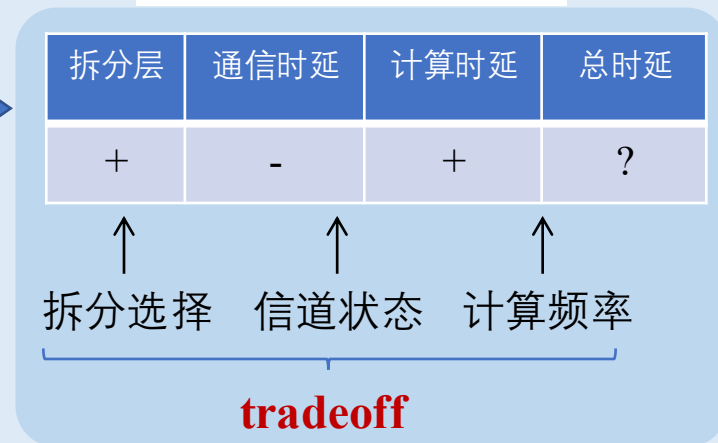 拆分层 通信时延 计算时延 总时延
+ - + ?
拆分选择 信道状态 计算频率
tradeoff